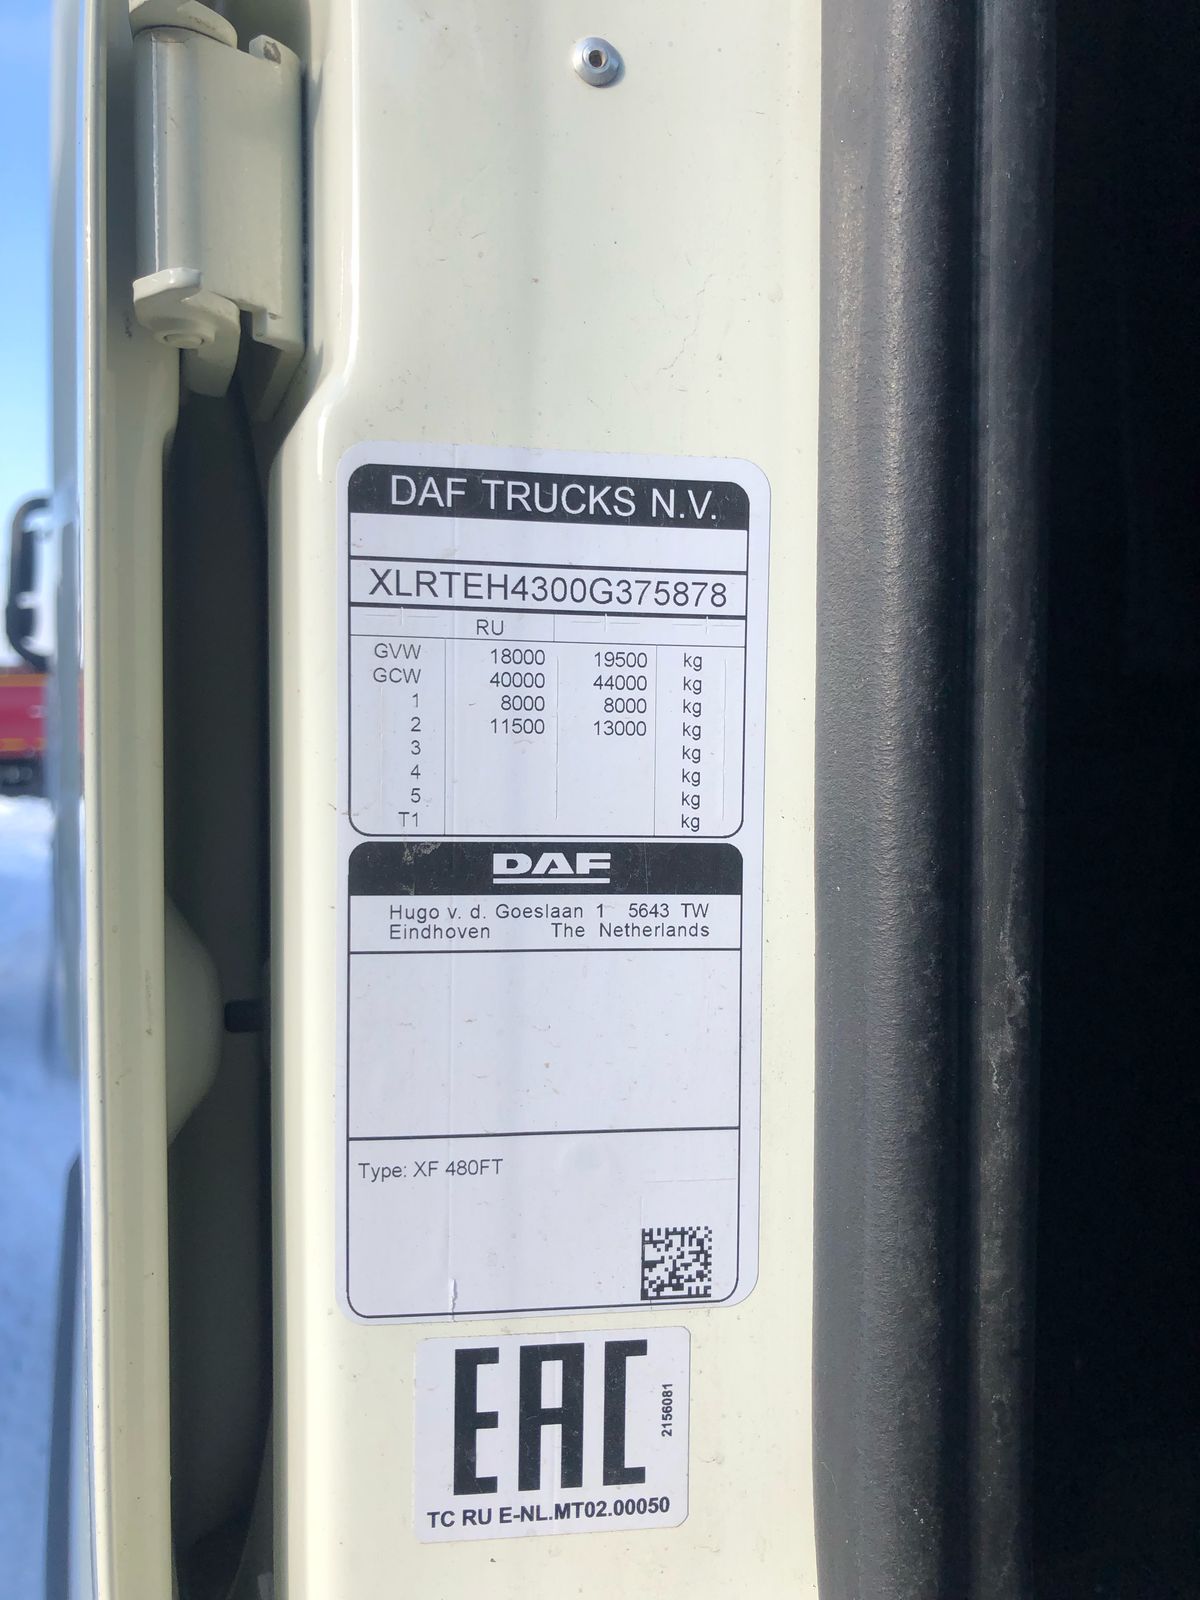 DAF TRUCKS N.V.
XLRTEH4300G375878
RU
GVW 18000 19500 kg
GCW 40000 44000 kg
1 8000 8000 kg
2 11500 13000 kg
3 kg
4 kg
5 kg
T1 kg
DAF
Hugo v. d. Goeslaan 1 5643 TW
Eindhoven The Netherlands
Type: XF 480FT
EAC
2156081
TC RU E-NL.MT02.00050